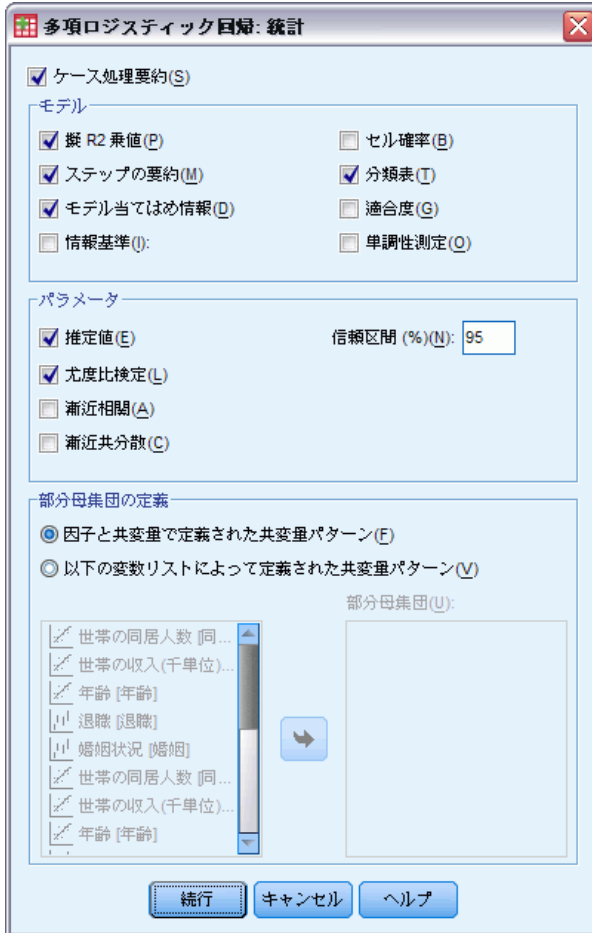 多項ロジスティック回帰: 統計
ケース処理要約(S)
モデル
擬 R2 乗値(P)
セル確率(B)
ステップの要約(M)
分類表(T)
モデル当てはめ情報(D)
適合度(G)
情報基準(I):
単調性測定(O)
パラメータ
推定値(E)
信頼区間 (%)(N): 95
尤度比検定(L)
漸近相関(A)
漸近共分散(C)
部分母集団の定義
因子と共変量で定義された共変量パターン(F)
以下の変数リストによって定義された共変量パターン(V)
部分母集団(U):
世帯の同居人数 [同...
世帯の収入(千単位)...
年齢 [年齢]
退職 [退職]
婚姻状況 [婚姻]
世帯の同居人数 [同...
世帯の収入(千単位)...
年齢 [年齢]
続行
キャンセル
ヘルプ